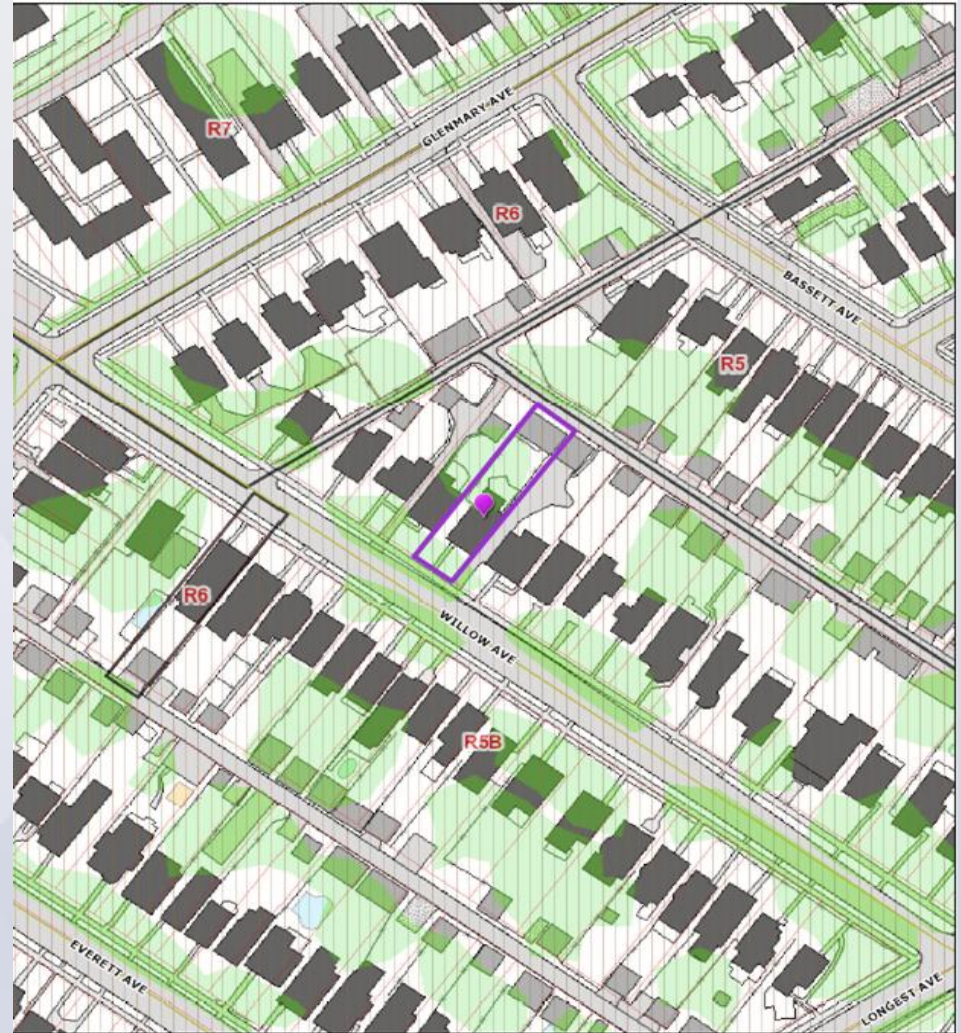 GLENMARY AVE
R7
R6
BASSETT AVE
R5
R6
WILLOW AVE
R5B
EVERETT AVE
LONGEST AVE